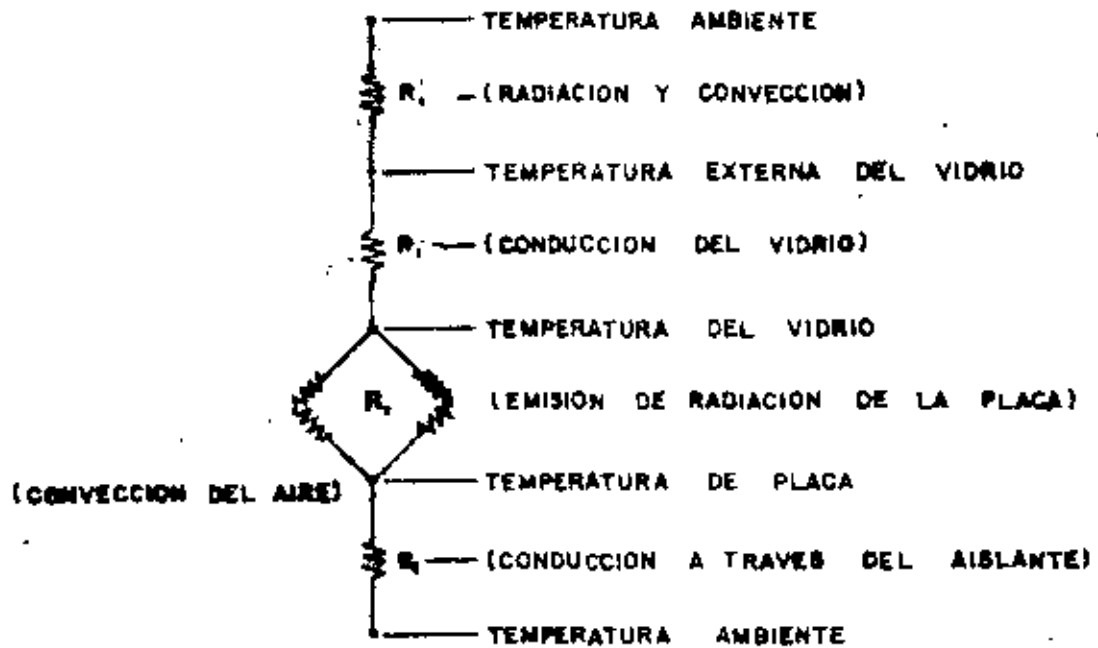 TEMPERATURA AMBIENTE
(RADIACION Y CONVECCION)
TEMPERATURA EXTERNA DEL VIDRIO
(CONDUCCION DEL VIDRIO)
TEMPERATURA DEL VIDRIO
R, (EMISIÓN DE RADIACION DE LA PLACA)
TEMPERATURA DE PLACA
(CONVECCION DEL AIRE)
(CONDUCCION A TRAVES DEL AISLANTE)
TEMPERATURA AMBIENTE